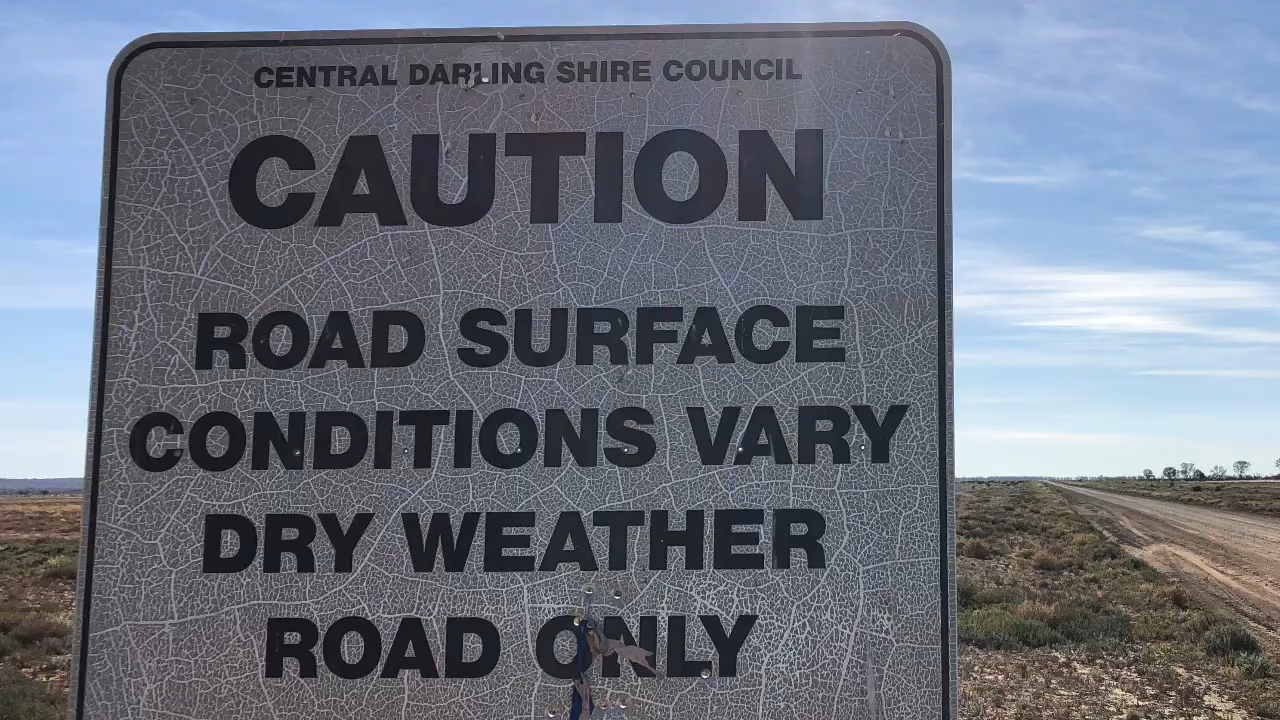 CENTRAL DARLING SHIRE COUNCIL
CAUTION
ROAD SURFACE
CONDITIONS VARY
DRY WEATHER
ROAD ONLY